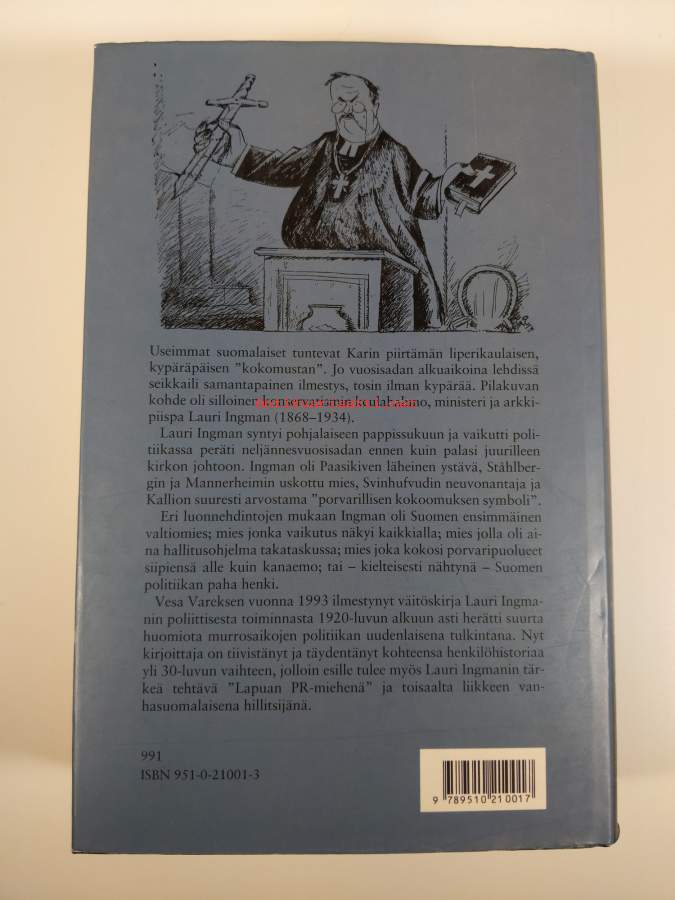 Useimmat suomalaiset tuntevat Karin piirtämän liperikaulaisen,
kypäräpäisen "kokomustan". Jo vuosisadan alkuaikoina lehdissä
seikkaili samantapainen ilmestys, tosin ilman kypärää. Pilakuvan
kohde oli silloinen konservatismin kulahalmo, ministeri ja arkki-
piispa Lauri Ingman (1868–1934).
Lauri Ingman syntyi pohjalaiseen pappissukuun ja vaikutti poli-
tiikassa peräti neljännesvuosisadan ennen kuin palasi juurilleen
kirkon johtoon. Ingman oli Paasikiven läheinen ystävä, Ståhlber-
gin ja Mannerheimin uskottu mies, Svinhufvudin neuvonantaja ja
Kallion suuresti arvostama "porvarillisen kokoomuksen symboli".
Eri luonnehdintojen mukaan Ingman oli Suomen ensimmäinen
valtiomies; mies jonka vaikutus näkyi kaikkialla; mies jolla oli ai-
na hallitusohjelma takataskussa; mies joka kokosi porvaripuolueet
siipiensä alle kuin kanaemo; tai – kielteisesti nähtynä – Suomen
politiikan paha henki.
Vesa Vareksen vuonna 1993 ilmestynyt väitöskirja Lauri Ingma-
nin poliittisesta toiminnasta 1920-luvun alkuun asti herätti suurta
huomiota murrosaikojen politiikan uudenlaisena tulkintana. Nyt
kirjoittaja on tiivistänyt ja täydentänyt kohteensa henkilöhistoriaa
yli 30-luvun vaihteen, jolloin esille tulee myös Lauri Ingmanin tär-
keä tehtävä "Lapuan PR-miehenä" ja toisaalta liikkeen van-
hasuomalaisena hillitsijänä.
991
ISBN 951-0-21001-3
9 789510 210017